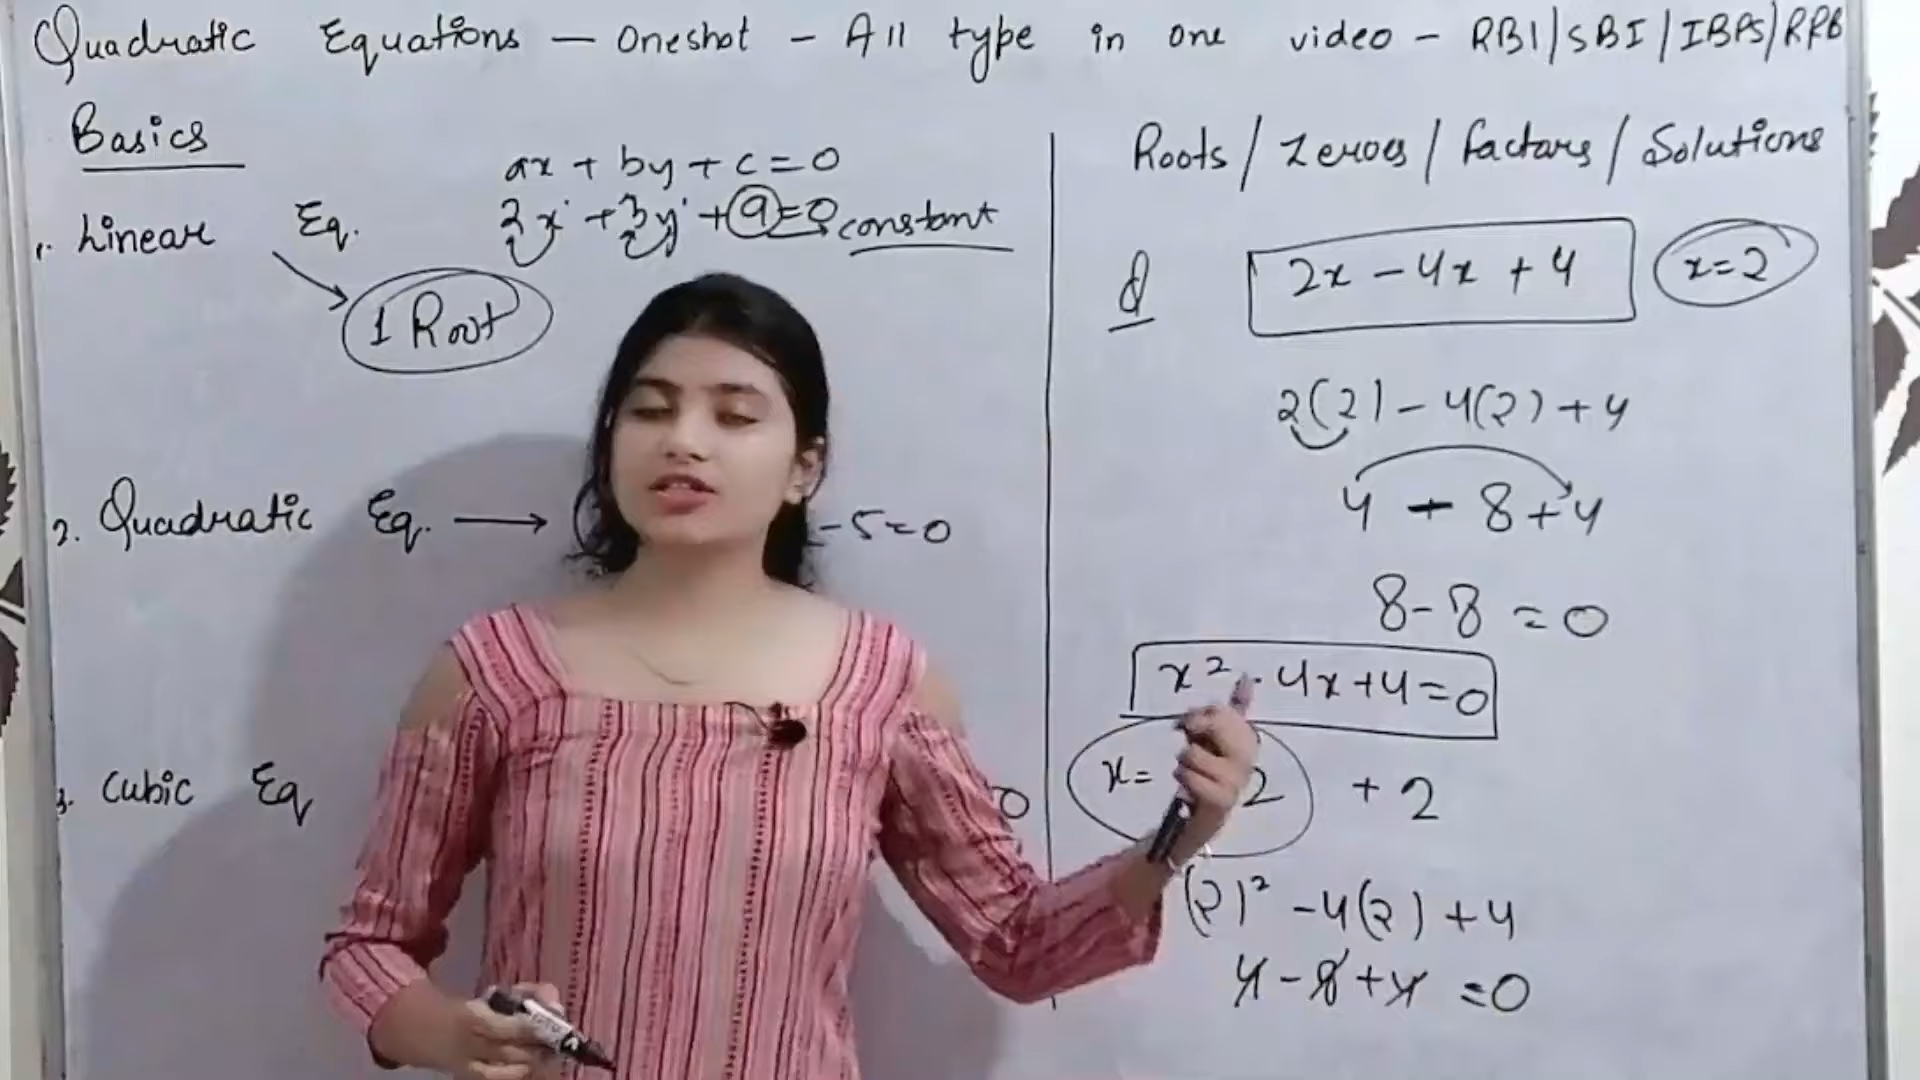 Quadratic Equations - Oneshot - All type in one video - RBI/SBI/IBPS/RRB
Basics
ax + by + c = 0
1. Linear Eq.
2x + 3y + 9 = 0 constant
1 Root
2. Quadratic Eq. → - 5 = 0
3. Cubic Eq
0
Roots / Zeroes / factors / Solutions
Q 2x - 4x + 4 x = 2
2(2) - 4(2) + 4
4 - 8 + 4
8 - 8 = 0
x² - 4x + 4 = 0
x = 2 + 2
(2)² - 4(2) + 4
4 - 8 + 4 = 0